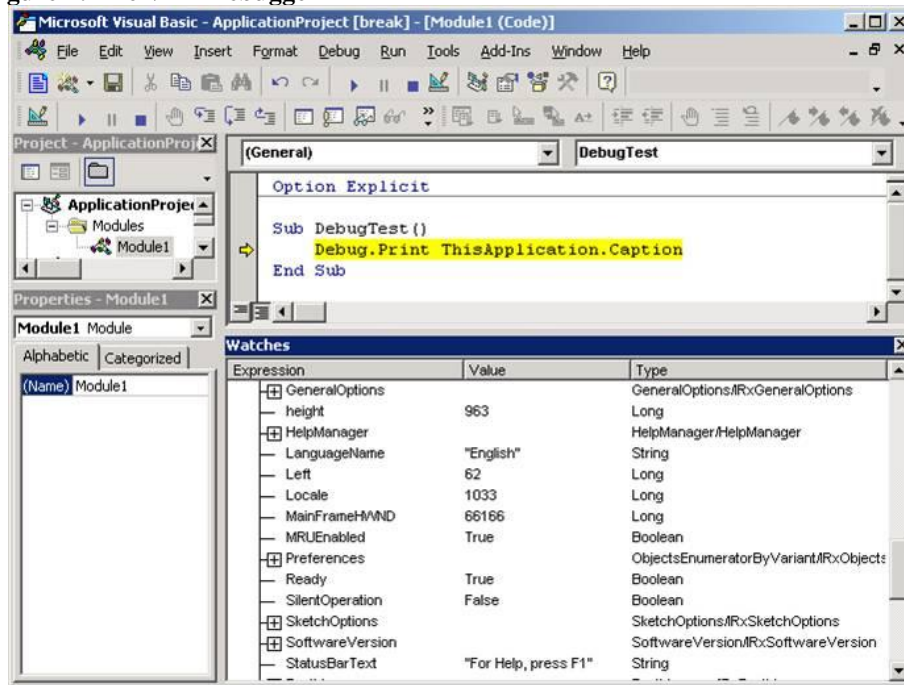 Microsoft Visual Basic - ApplicationProject [break] - [Module1 (Code)]
File Edit View Insert Format Debug Run Tools Add-Ins Window Help
Project - ApplicationProj
ApplicationProje
Modules
Module1
(General)
DebugTest
Option Explicit
Sub DebugTest()
Debug.Print ThisApplication.Caption
End Sub
Properties - Module1
Module1 Module
Alphabetic Categorized
(Name) Module1
Watches
Expression Value Type
GeneralOptions GeneralOptions/IRxGeneralOptions
height 963 Long
HelpManager HelpManager/HelpManager
LanguageName "English" String
Left 62 Long
Locale 1033 Long
MainFrameHWND 66166 Long
MRUEnabled True Boolean
Preferences ObjectsEnumeratorByVariant/IRxObjects
Ready True Boolean
SilentOperation False Boolean
SketchOptions SketchOptions/IRxSketchOptions
SoftwareVersion SoftwareVersion/IRxSoftwareVersion
StatusBarText "For Help, press F1" String